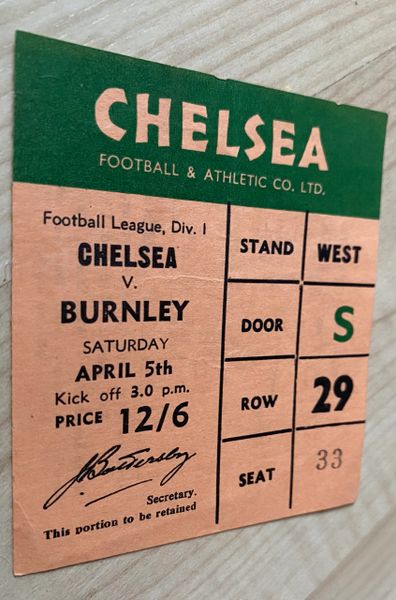 CHELSEA
FOOTBALL & ATHLETIC CO. LTD.
Football League, Div. 1
CHELSEA
V.
BURNLEY
SATURDAY
APRIL 5th
Kick off 3.0 p.m.
PRICE 12/6
Secretary.
This portion to be retained
STAND WEST
DOOR S
ROW 29
SEAT 33